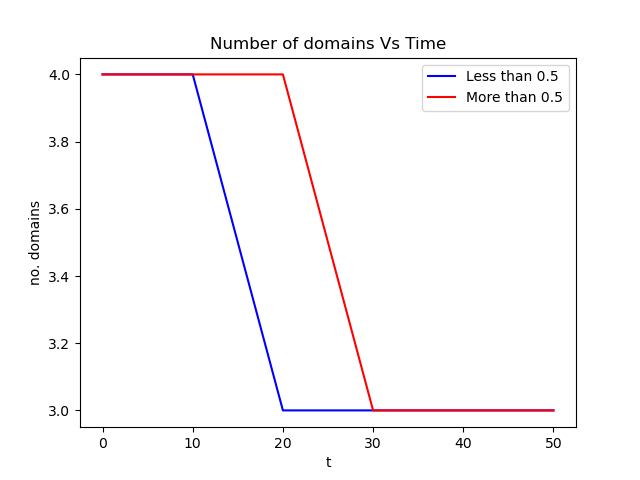 Number of domains Vs Time
Less than 0.5
More than 0.5
no. domains
4.0
3.8
3.6
3.4
3.2
3.0
0 10 20 30 40 50
t